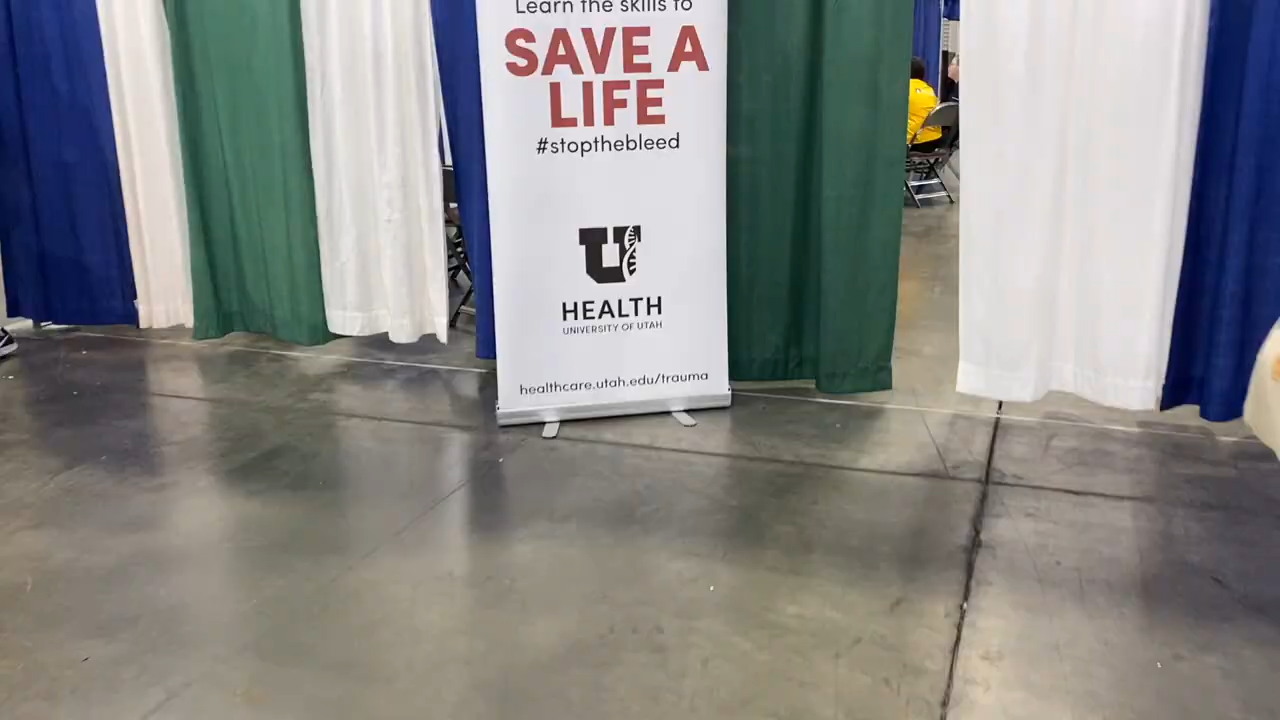 Learn the skills to
SAVE A
LIFE
#stopthebleed
U
HEALTH
UNIVERSITY OF UTAH
healthcare.utah.edu/trauma